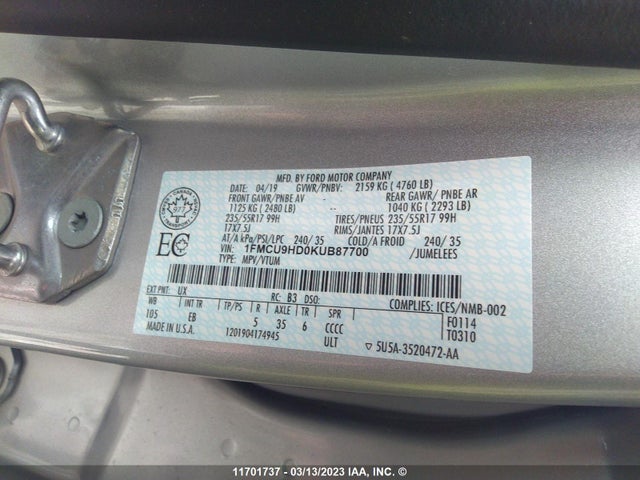 MFD. BY FORD MOTOR COMPANY
DATE: 04/19 GVWR/PNBV: 2159 KG ( 4760 LB)
FRONT GAWR/PNBE AV REAR GAWR/ PNBE AR
1125 KG ( 2480 LB) 1040 KG ( 2293 LB)
235/55R17 99H TIRES/PNEUS 235/55R17 99H
17X7.5J RIMS/JANTES 17X7.5J
AT/A kPa/PSI/LPC 240/ 35 COLD/A FROID 240/ 35
VIN: 1FMCU9HD0KUB87700 /JUMELEES
TYPE: MPV/VTUM
CANADA
TRANSPORT
977
EC
EXT PNT: UX RC: B3 DSO: COMPLIES: ICES/NMB-002
WB INT TR TP/PS R AXLE TR SPR F0114
105 EB 5 35 6 CCCC T0310
MADE IN U.S.A. 1201904174945 ULT ▽ 5U5A-3520472-AA
11701737 - 03/13/2023 IAA, Inc. ©